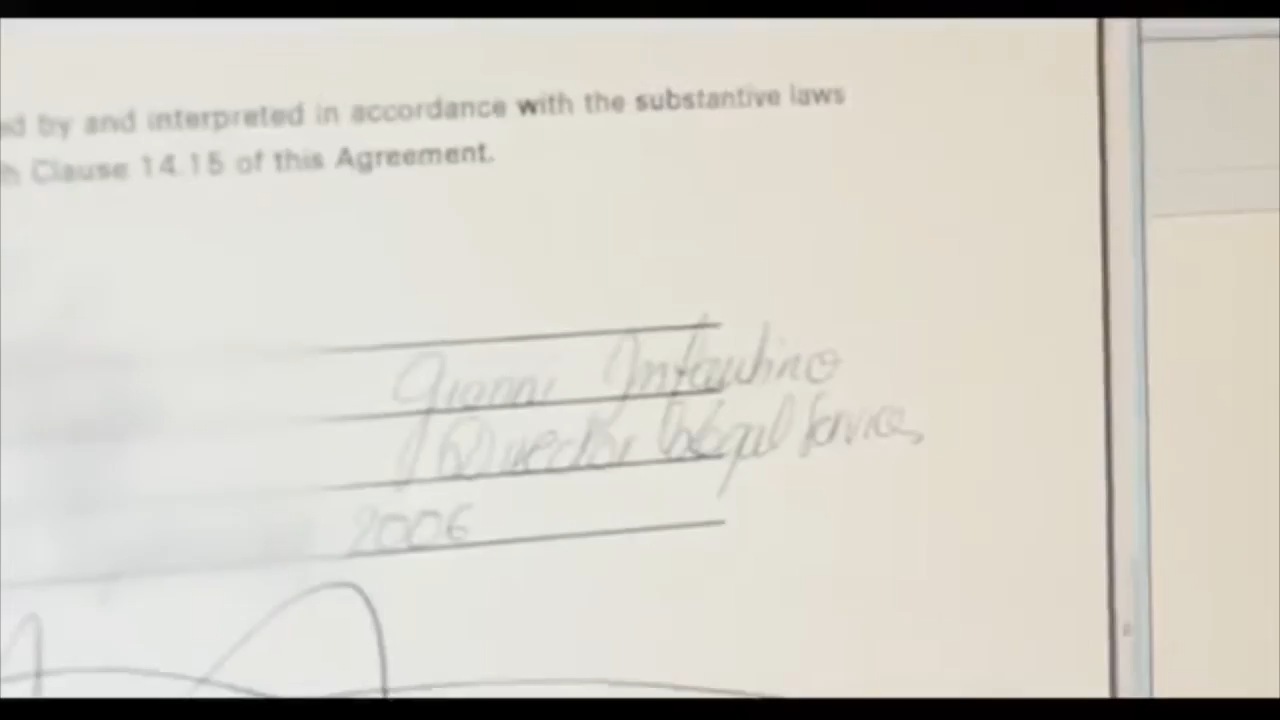 ed by and interpreted in accordance with the substantive laws
h Clause 14.15 of this Agreement.
Gianni Infantino
Director Legal Services
2006